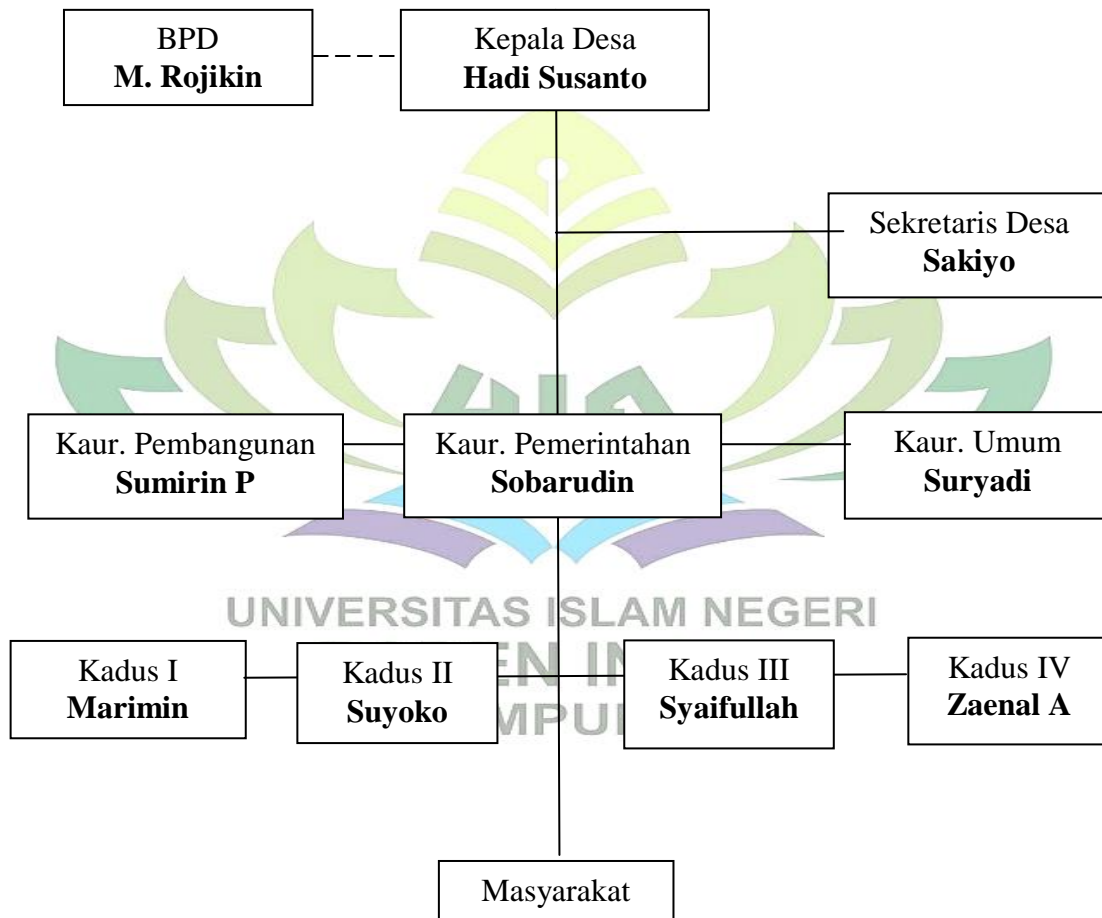 BPD
M. Rojikin
Kepala Desa
Hadi Susanto
Sekretaris Desa
Sakiyo
Kaur. Pembangunan
Sumirin P
Kaur. Pemerintahan
Sobarudin
Kaur. Umum
Suryadi
UNIVERSITAS ISLAM NEGERI
Kadus I
Marimin
Kadus II
Suyoko
Kadus III
Syaifullah
Kadus IV
Zaenal A
Masyarakat